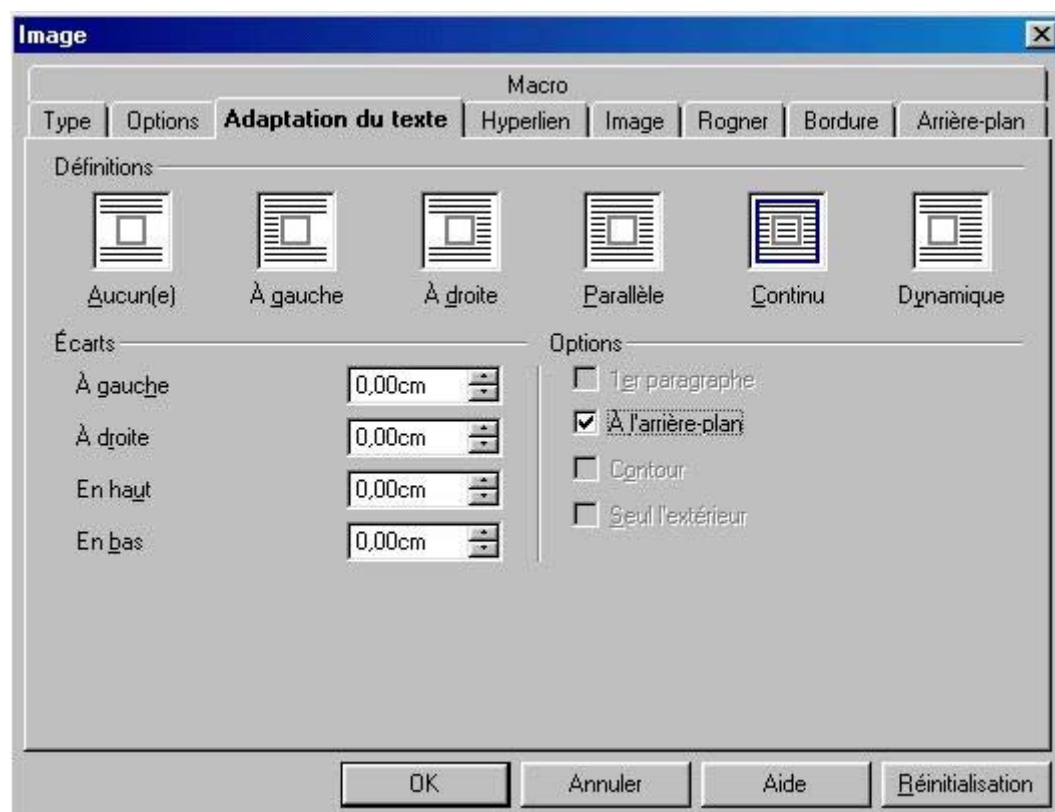 Image
Macro
Type Options Adaptation du texte Hyperlien Image Rogner Bordure Arrière-plan
Définitions
Aucun(e) À gauche À droite Parallèle Continu Dynamique
Écarts Options
À gauche 0,00cm 1er paragraphe
À droite 0,00cm À l'arrière-plan
En haut 0,00cm Contour
En bas 0,00cm Seul l'extérieur
OK Annuler Aide Réinitialisation